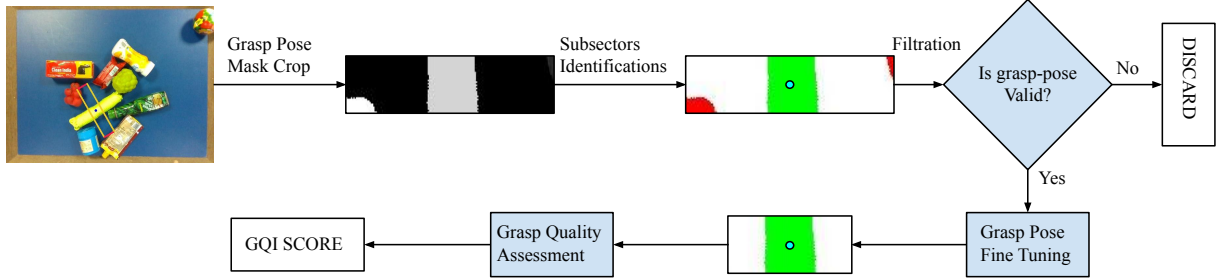 Grasp Pose
Mask Crop
Subsectors
Identifications
Filtration
Is grasp-pose
Valid?
No
DISCARD
Yes
Grasp Pose
Fine Tuning
Grasp Quality
Assessment
GQI SCORE